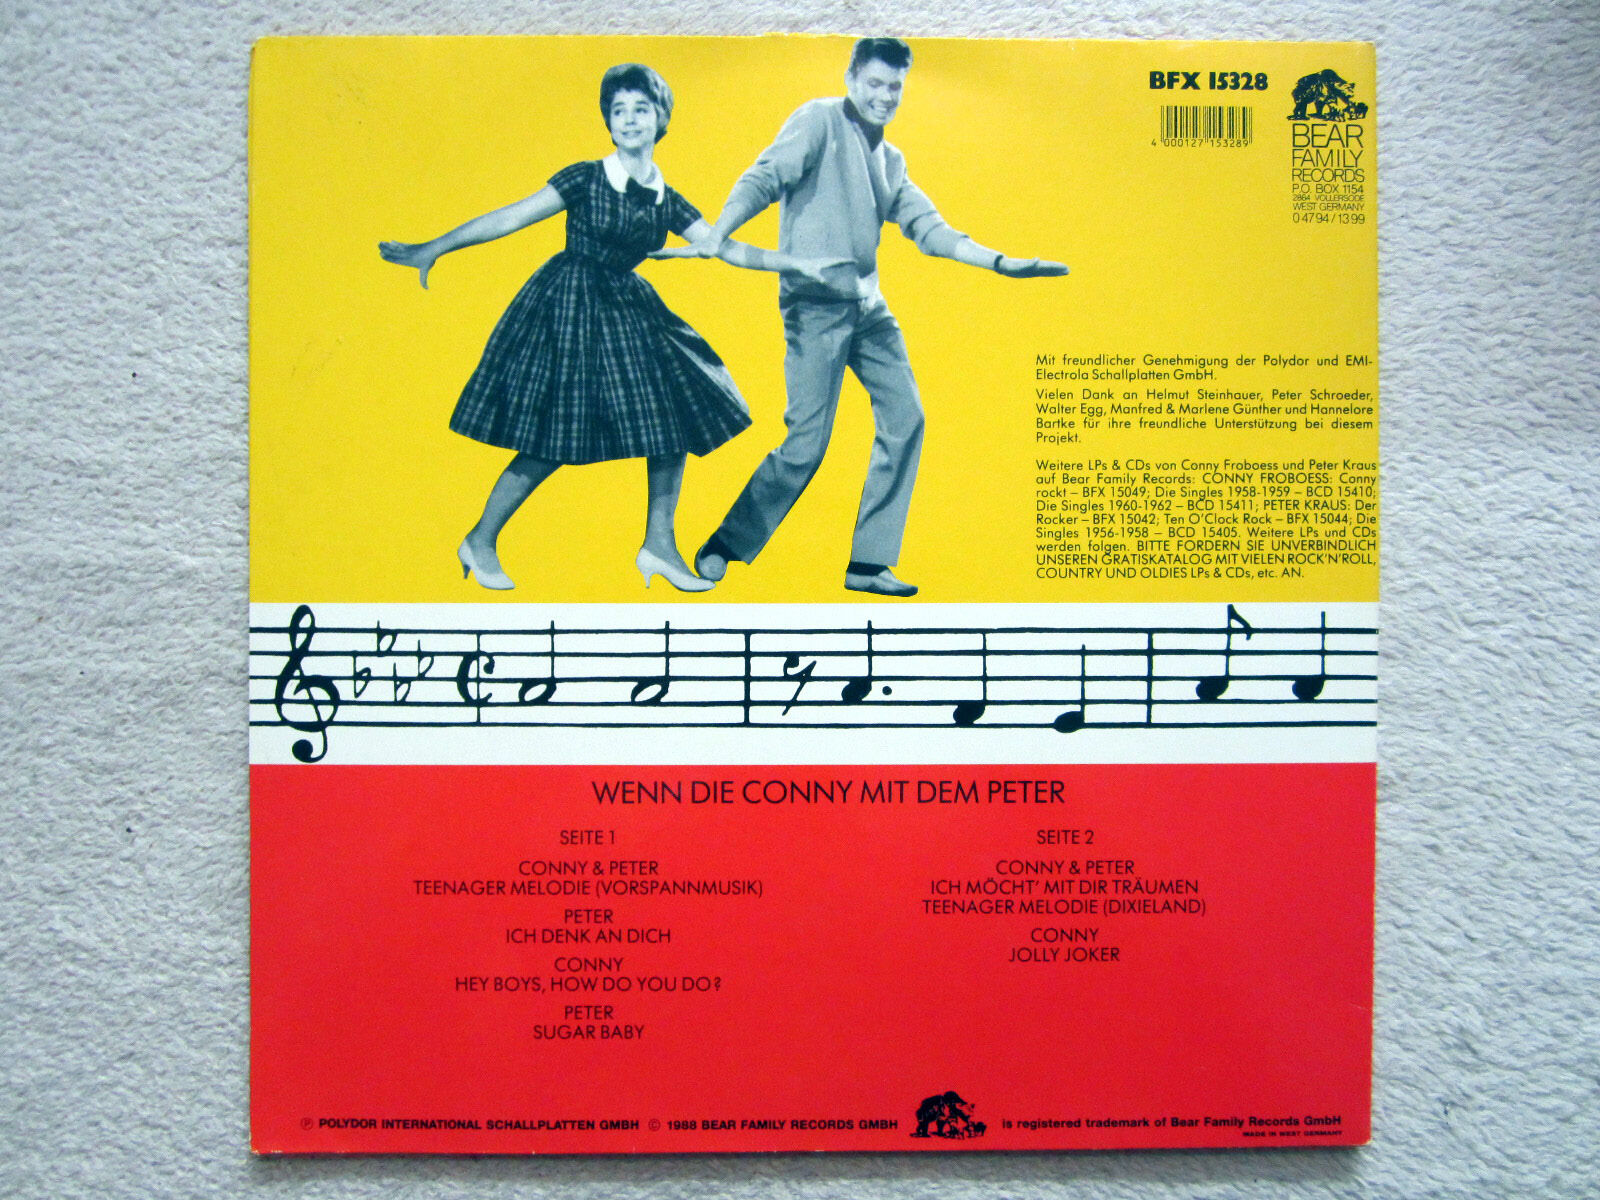 BFX 15328
4 000127 153289
BEAR
FAMILY
RECORDS
P.O. BOX 1154
2864 VOLLERSODE
WEST GERMANY
0 47 94 / 13 99
Mit freundlicher Genehmigung der Polydor und EMI-
Electrola Schallplatten GmbH.
Vielen Dank an Helmut Steinhauer, Peter Schroeder,
Walter Egg, Manfred & Marlene Günther und Hannelore
Bartke für ihre freundliche Unterstützung bei diesem
Projekt.
Weitere LPs & CDs von Conny Froboess und Peter Kraus
auf Bear Family Records: CONNY FROBOESS: Conny
rockt – BFX 15049; Die Singles 1958-1959 – BCD 15410;
Die Singles 1960-1962 – BCD 15411; PETER KRAUS: Der
Rocker – BFX 15042; Ten O'Clock Rock – BFX 15044; Die
Singles 1956-1958 – BCD 15405. Weitere LPs und CDs
werden folgen. BITTE FORDERN SIE UNVERBINDLICH
UNSEREN GRATISKATALOG MIT VIELEN ROCK'N'ROLL,
COUNTRY UND OLDIES LPs & CDs, etc. AN.
WENN DIE CONNY MIT DEM PETER
SEITE 1
CONNY & PETER
TEENAGER MELODIE (VORSPANNMUSIK)
PETER
ICH DENK AN DICH
CONNY
HEY BOYS, HOW DO YOU DO?
PETER
SUGAR BABY
SEITE 2
CONNY & PETER
ICH MÖCHT' MIT DIR TRÄUMEN
TEENAGER MELODIE (DIXIELAND)
CONNY
JOLLY JOKER
Ⓟ POLYDOR INTERNATIONAL SCHALLPLATTEN GMBH © 1988 BEAR FAMILY RECORDS GMBH
is registered trademark of Bear Family Records GmbH
MADE IN WEST GERMANY